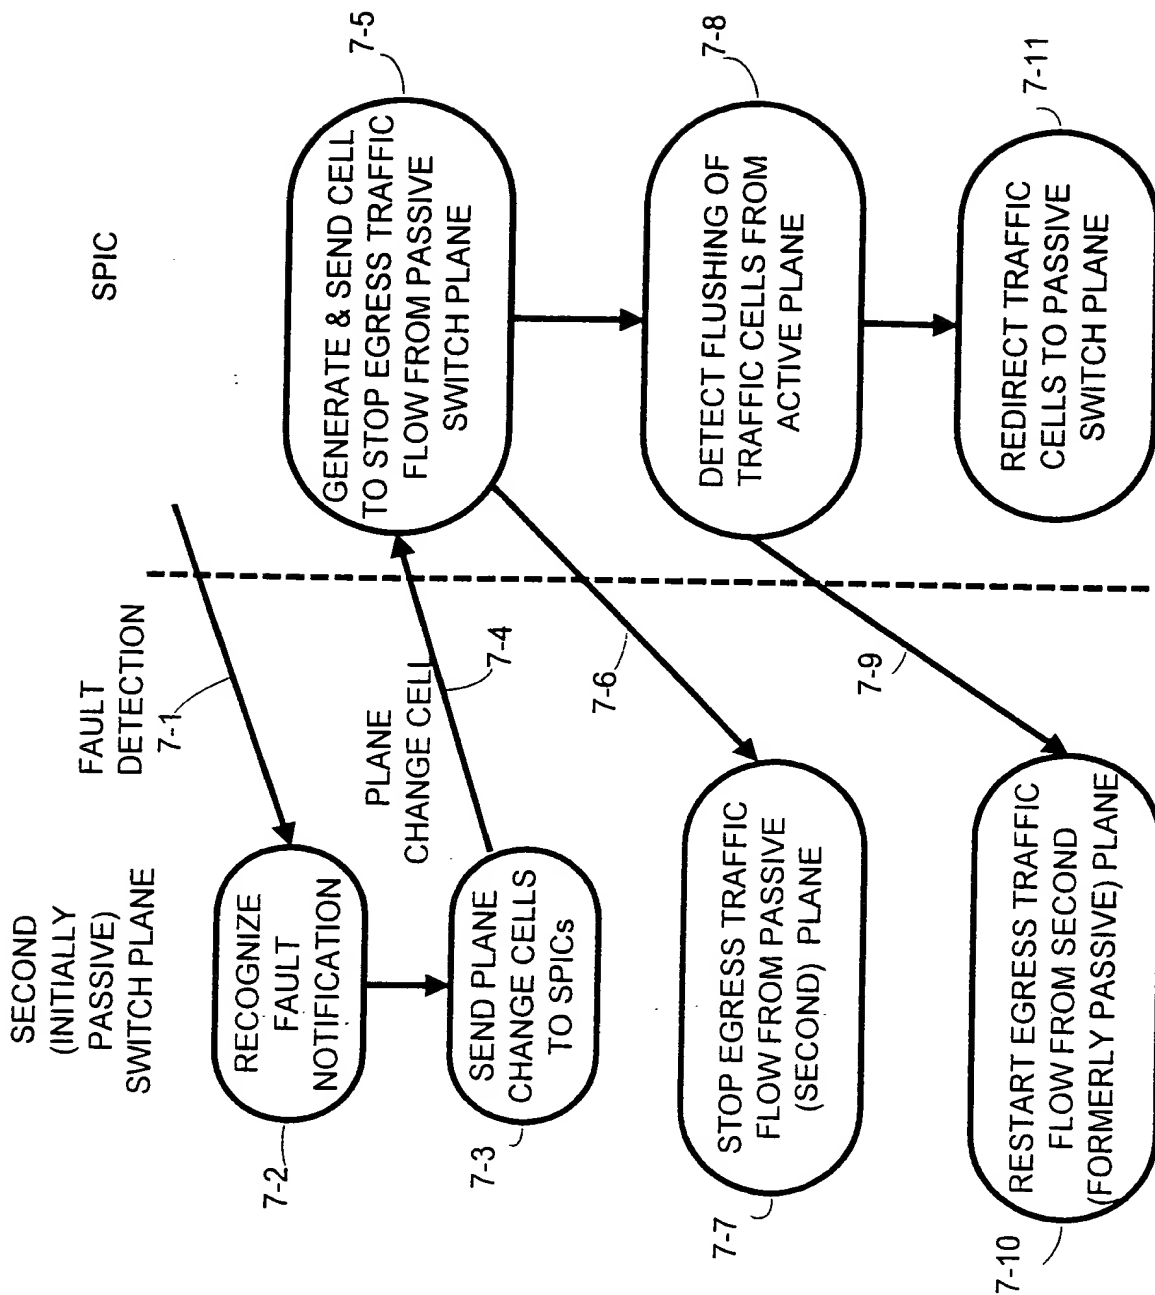 SECOND
(INITIALLY
PASSIVE)
SWITCH PLANE
FAULT
DETECTION
7-1
SPIC
RECOGNIZE
FAULT
NOTIFICATION
7-2
SEND PLANE
CHANGE CELLS
TO SPICs
7-3
PLANE
CHANGE CELL
7-4
GENERATE & SEND CELL
TO STOP EGRESS TRAFFIC
FLOW FROM PASSIVE
SWITCH PLANE
7-5
7-6
STOP EGRESS TRAFFIC
FLOW FROM PASSIVE
(SECOND) PLANE
7-7
DETECT FLUSHING OF
TRAFFIC CELLS FROM
ACTIVE PLANE
7-8
7-9
RESTART EGRESS TRAFFIC
FLOW FROM SECOND
(FORMERLY PASSIVE) PLANE
7-10
REDIRECT TRAFFIC
CELLS TO PASSIVE
SWITCH PLANE
7-11